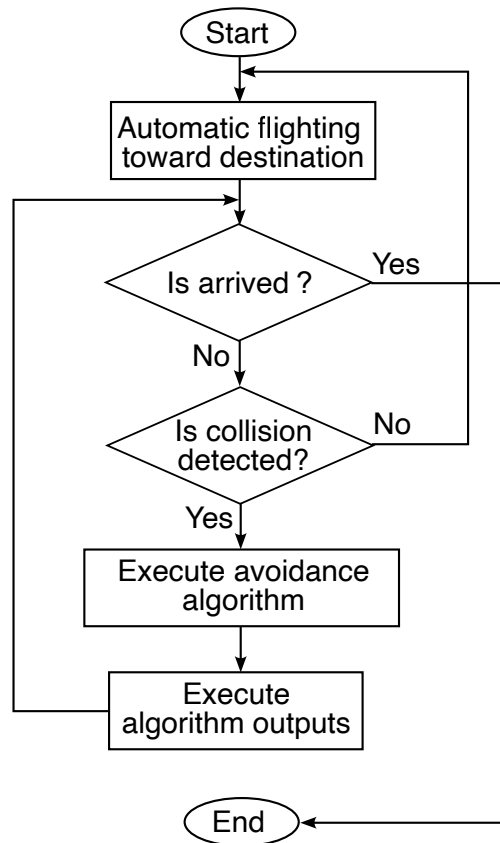 Start
Automatic flighting
toward destination
Is arrived ?
Yes
No
Is collision
detected?
No
Yes
Execute avoidance
algorithm
Execute
algorithm outputs
End